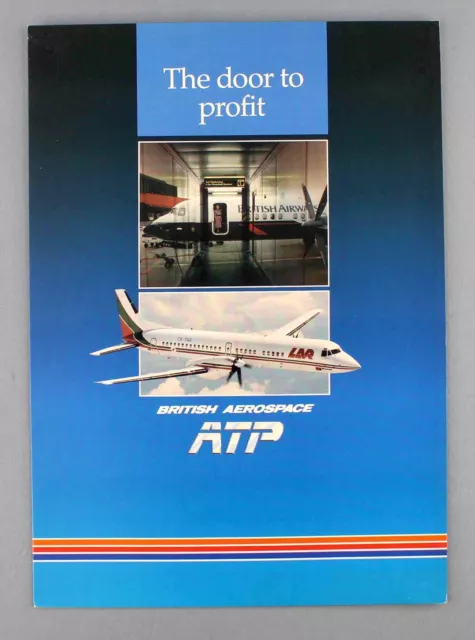 The door to
profit
BRITISH AIRWAYS
LAR
BRITISH AEROSPACE
ATP